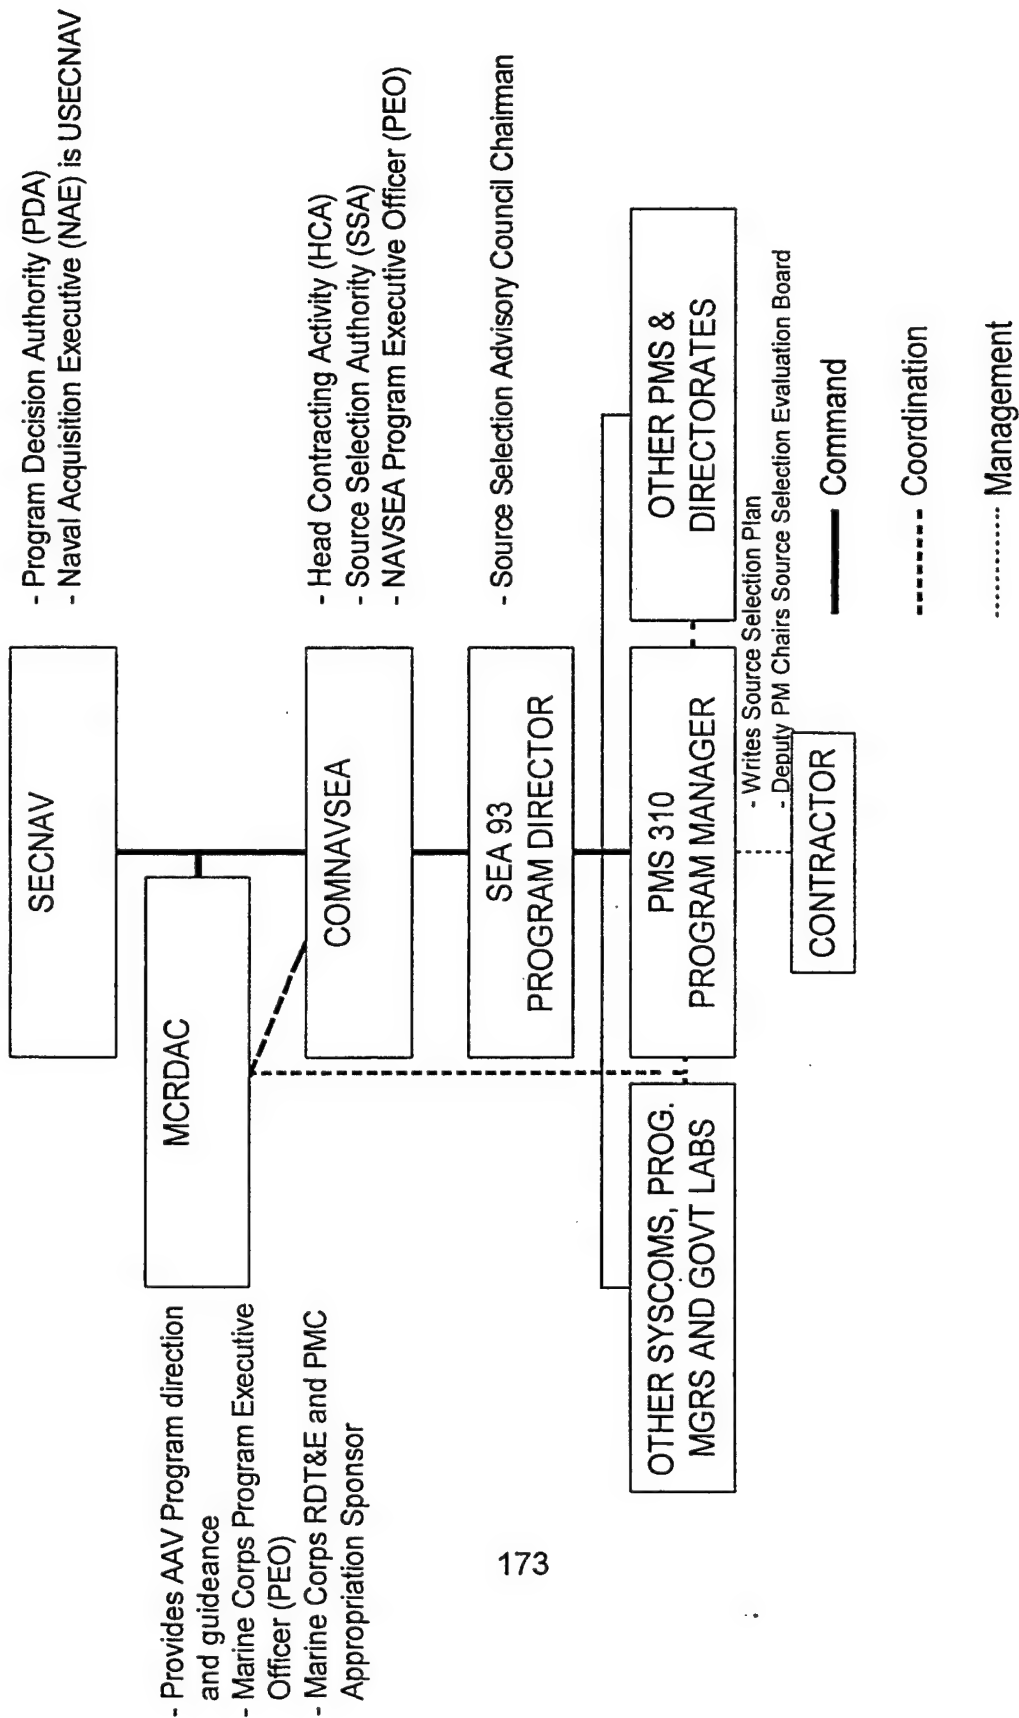 SECNAV
- Program Decision Authority (PDA)
- Naval Acquisition Executive (NAE) is USECNAV
- Provides AAV Program direction
and guideance
- Marine Corps Program Executive
Officer (PEO)
- Marine Corps RDT&E and PMC
Appropriation Sponsor
MCRDAC
COMNAVSEA
- Head Contracting Activity (HCA)
- Source Selection Authority (SSA)
- NAVSEA Program Executive Officer (PEO)
SEA 93
PROGRAM DIRECTOR
- Source Selection Advisory Council Chairman
OTHER SYSCOMS, PROG.
MGRS AND GOVT LABS
PMS 310
PROGRAM MANAGER
OTHER PMS &
DIRECTORATES
- Writes Source Selection Plan
- Deputy PM Chairs Source Selection Evaluation Board
CONTRACTOR
Command
Coordination
Management
173